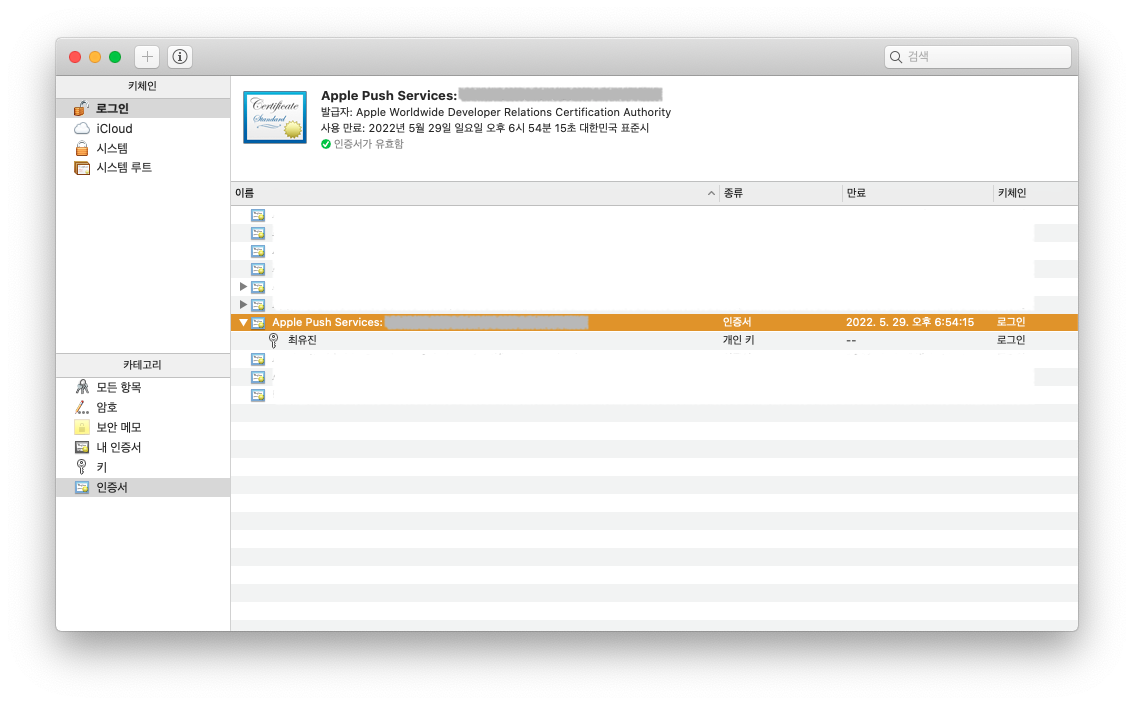 검색
키체인
로그인
iCloud
시스템
시스템 루트
Certificate
Standard
Apple Push Services:
발급자: Apple Worldwide Developer Relations Certification Authority
사용 만료: 2022년 5월 29일 일요일 오후 6시 54분 15초 대한민국 표준시
인증서가 유효함
이름 종류 만료 키체인
Apple Push Services: 인증서 2022. 5. 29. 오후 6:54:15 로그인
최유진 개인 키 -- 로그인
카테고리
모든 항목
암호
보안 메모
내 인증서
키
인증서